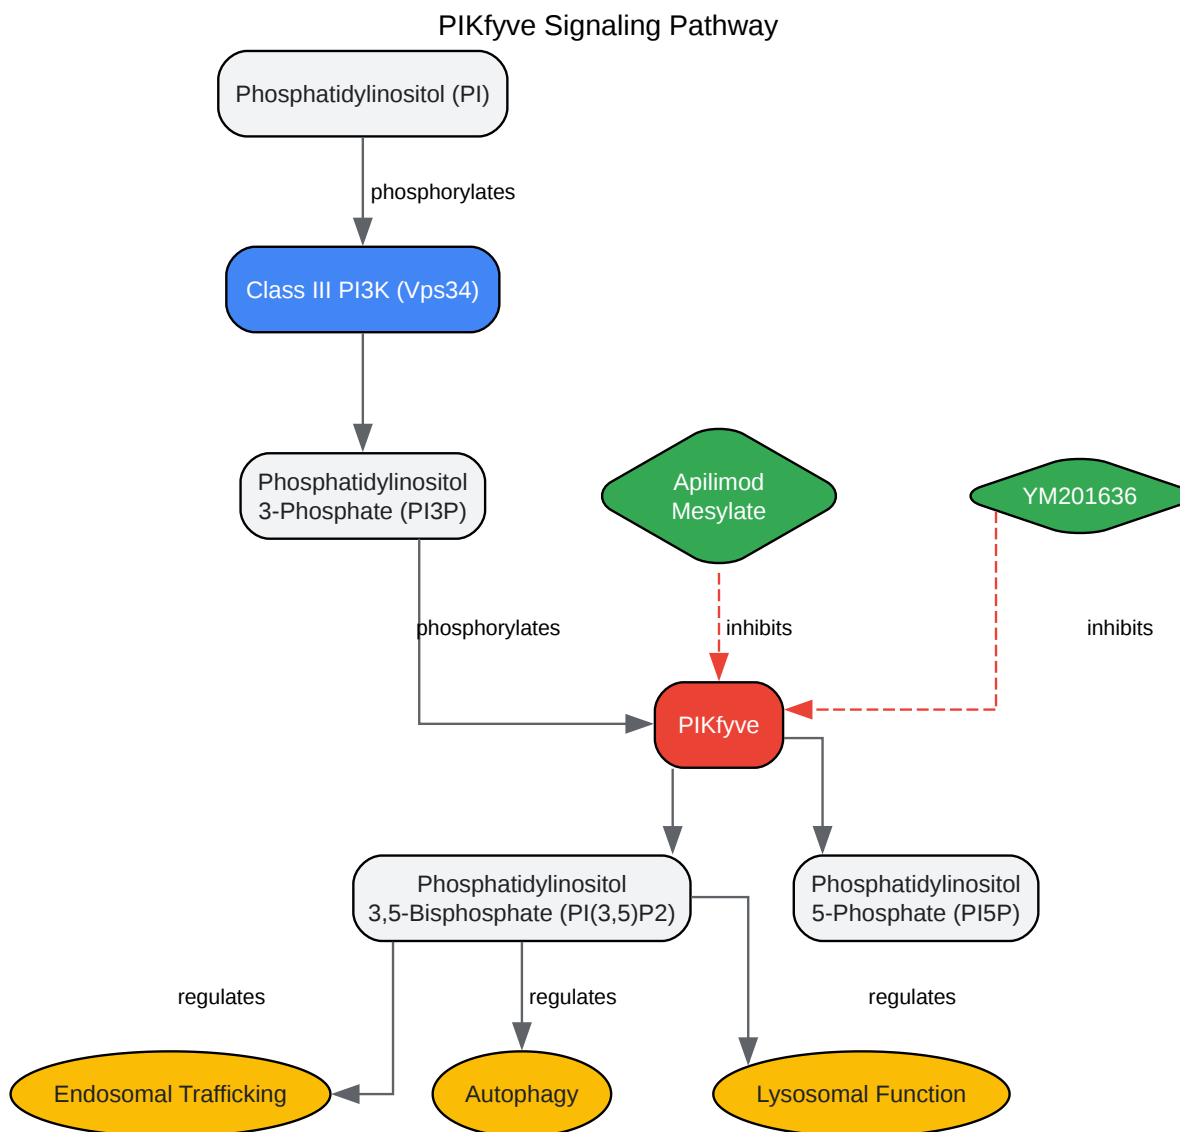 PIKfyve Signaling Pathway
Phosphatidylinositol (PI)
phosphorylates
Class III PI3K (Vps34)
Phosphatidylinositol
3-Phosphate (PI3P)
Apilimod
Mesylate
YM201636
phosphorylates
inhibits
inhibits
PIKfyve
Phosphatidylinositol
3,5-Bisphosphate (PI(3,5)P2)
Phosphatidylinositol
5-Phosphate (PI5P)
regulates
regulates
regulates
Endosomal Trafficking
Autophagy
Lysosomal Function